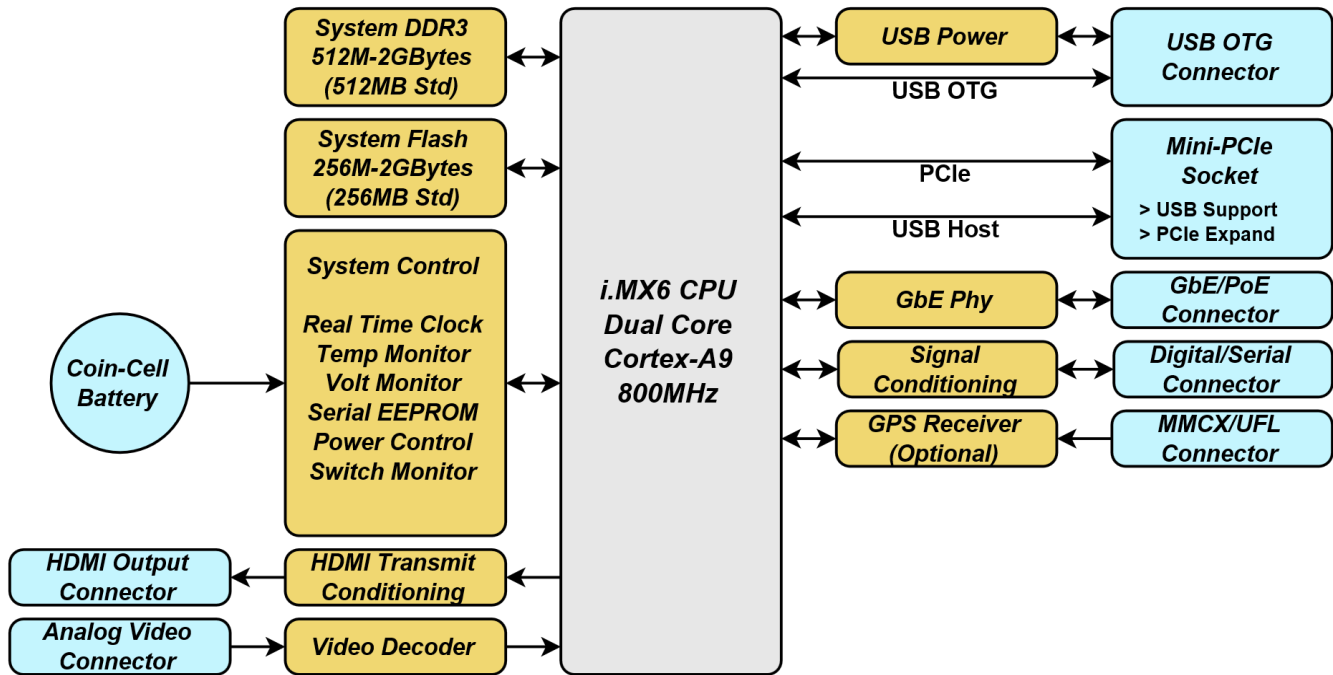 System DDR3
512M-2GBytes
(512MB Std)
System Flash
256M-2GBytes
(256MB Std)
System Control
Real Time Clock
Temp Monitor
Volt Monitor
Serial EEPROM
Power Control
Switch Monitor
Coin-Cell
Battery
HDMI Output
Connector
HDMI Transmit
Conditioning
Analog Video
Connector
Video Decoder
i.MX6 CPU
Dual Core
Cortex-A9
800MHz
USB Power
USB OTG
Connector
USB OTG
PCIe
USB Host
Mini-PCIe
Socket
> USB Support
> PCIe Expand
GbE Phy
GbE/PoE
Connector
Signal
Conditioning
Digital/Serial
Connector
GPS Receiver
(Optional)
MMCX/UFL
Connector